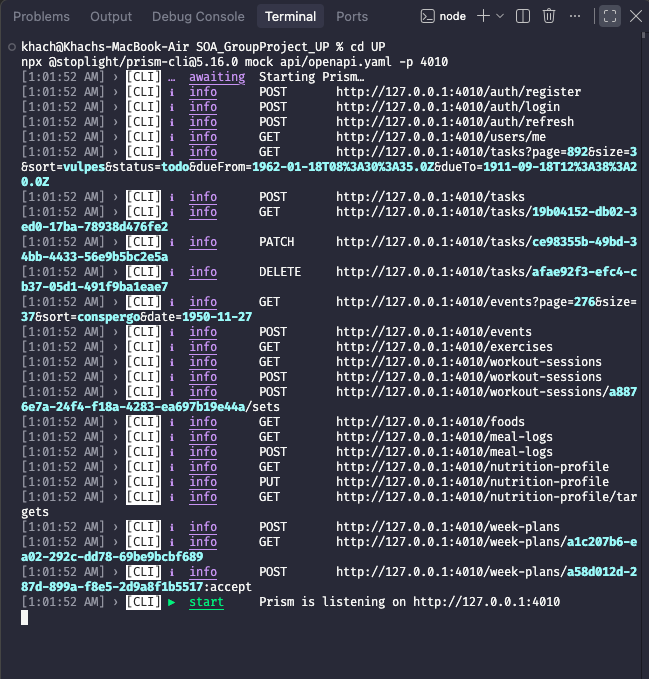 Problems Output Debug Console Terminal Ports node
khach@Khachs-MacBook-Air SOA_GroupProject_UP % cd UP
npx @stoplight/prism-cli@5.16.0 mock api/openapi.yaml -p 4010
[1:01:52 AM] › [CLI] … awaiting Starting Prism…
[1:01:52 AM] › [CLI] ℹ info POST http://127.0.0.1:4010/auth/register
[1:01:52 AM] › [CLI] ℹ info POST http://127.0.0.1:4010/auth/login
[1:01:52 AM] › [CLI] ℹ info POST http://127.0.0.1:4010/auth/refresh
[1:01:52 AM] › [CLI] ℹ info GET http://127.0.0.1:4010/users/me
[1:01:52 AM] › [CLI] ℹ info GET http://127.0.0.1:4010/tasks?page=892&size=3
&sort=vulpes&status=todo&dueFrom=1962-01-18T08%3A30%3A35.0Z&dueTo=1911-09-18T12%3A38%3A2
0.0Z
[1:01:52 AM] › [CLI] ℹ info POST http://127.0.0.1:4010/tasks
[1:01:52 AM] › [CLI] ℹ info GET http://127.0.0.1:4010/tasks/19b04152-db02-3
ed0-17ba-78938d476fe2
[1:01:52 AM] › [CLI] ℹ info PATCH http://127.0.0.1:4010/tasks/ce98355b-49bd-3
4bb-4433-56e9b5bc2e5a
[1:01:52 AM] › [CLI] ℹ info DELETE http://127.0.0.1:4010/tasks/afae92f3-efc4-c
b37-05d1-491f9ba1eae7
[1:01:52 AM] › [CLI] ℹ info GET http://127.0.0.1:4010/events?page=276&size=
37&sort=conspergo&date=1950-11-27
[1:01:52 AM] › [CLI] ℹ info POST http://127.0.0.1:4010/events
[1:01:52 AM] › [CLI] ℹ info GET http://127.0.0.1:4010/exercises
[1:01:52 AM] › [CLI] ℹ info GET http://127.0.0.1:4010/workout-sessions
[1:01:52 AM] › [CLI] ℹ info POST http://127.0.0.1:4010/workout-sessions
[1:01:52 AM] › [CLI] ℹ info POST http://127.0.0.1:4010/workout-sessions/a887
6e7a-24f4-f18a-4283-ea697b19e44a/sets
[1:01:52 AM] › [CLI] ℹ info GET http://127.0.0.1:4010/foods
[1:01:52 AM] › [CLI] ℹ info GET http://127.0.0.1:4010/meal-logs
[1:01:52 AM] › [CLI] ℹ info POST http://127.0.0.1:4010/meal-logs
[1:01:52 AM] › [CLI] ℹ info GET http://127.0.0.1:4010/nutrition-profile
[1:01:52 AM] › [CLI] ℹ info PUT http://127.0.0.1:4010/nutrition-profile
[1:01:52 AM] › [CLI] ℹ info GET http://127.0.0.1:4010/nutrition-profile/tar
gets
[1:01:52 AM] › [CLI] ℹ info POST http://127.0.0.1:4010/week-plans
[1:01:52 AM] › [CLI] ℹ info GET http://127.0.0.1:4010/week-plans/a1c207b6-e
a02-292c-dd78-69be9bcbf689
[1:01:52 AM] › [CLI] ℹ info POST http://127.0.0.1:4010/week-plans/a58d012d-2
87d-899a-f8e5-2d9a8f1b5517:accept
[1:01:52 AM] › [CLI] ▶ start Prism is listening on http://127.0.0.1:4010